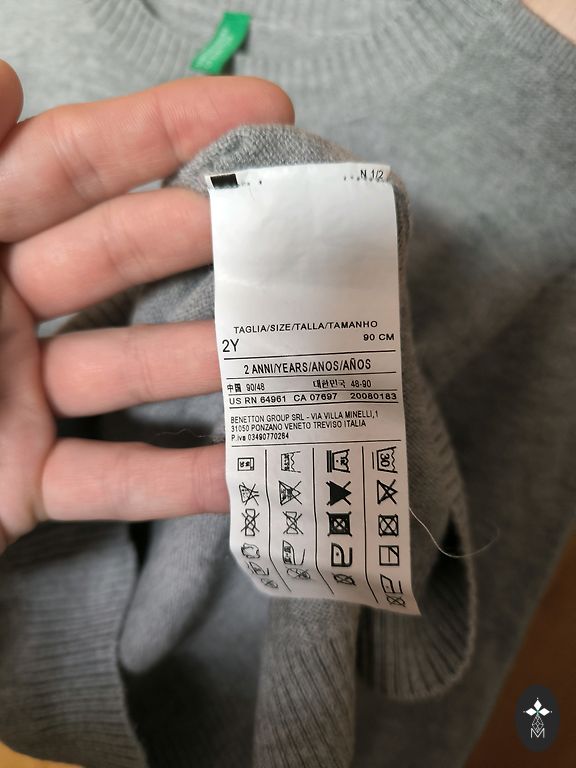 N 1/2
TAGLIA/SIZE/TALLA/TAMANHO
2Y 90 CM
2 ANNI/YEARS/ANOS/AÑOS
中国 90/48 대한민국 48-90
US RN 64961 CA 07697 20080183
BENETTON GROUP SRL - VIA VILLA MINELLI,1
31050 PONZANO VENETO TREVISO ITALIA
P.iva 03490770264
30